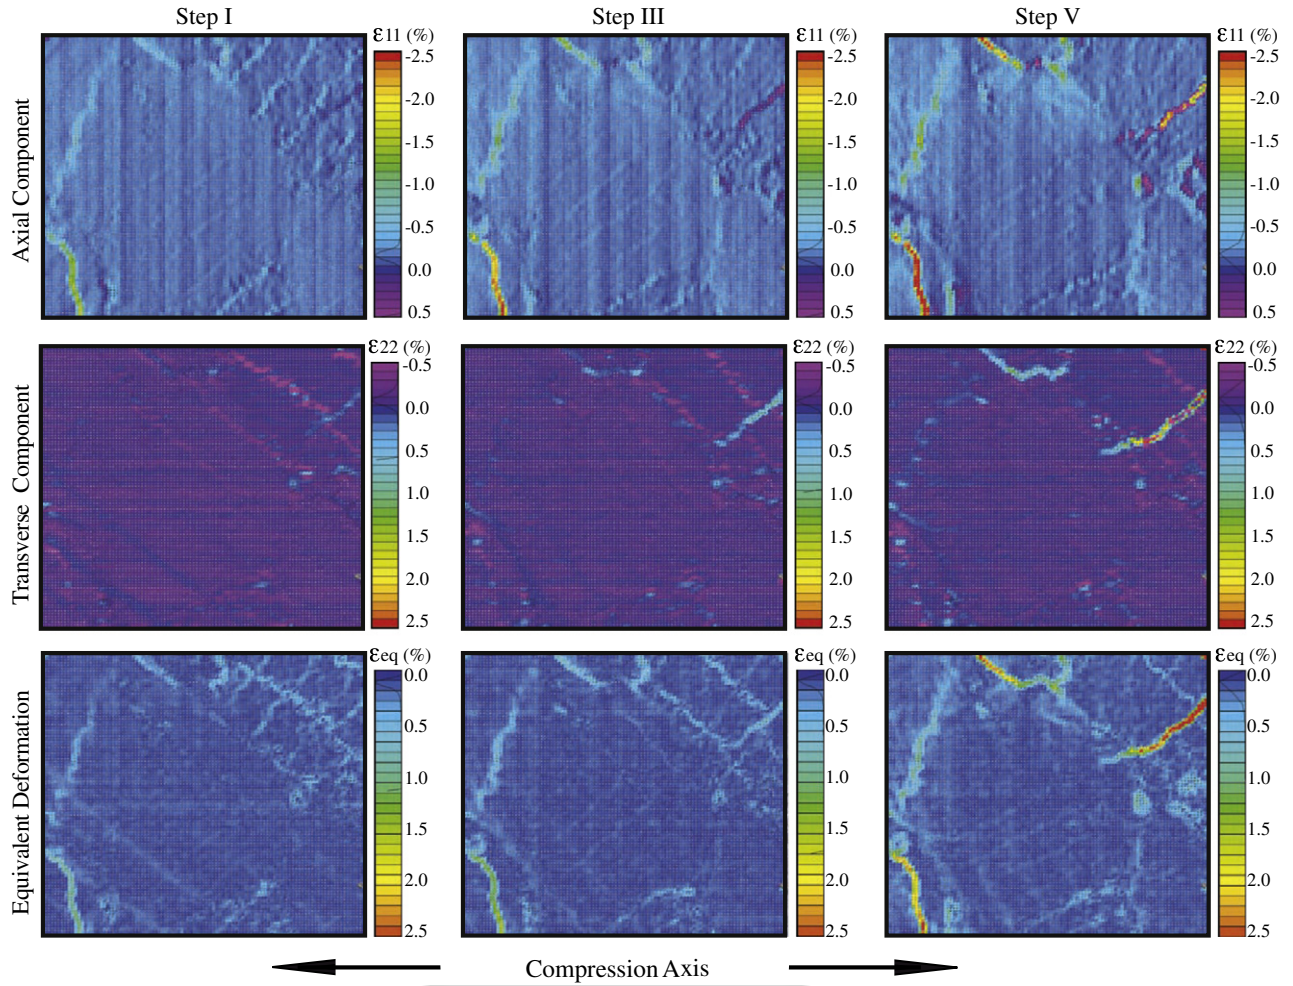 Step I Step III Step V
ε11 (%) ε11 (%) ε11 (%)
Axial Component
-2.5 -2.5 -2.5
-2.0 -2.0 -2.0
-1.5 -1.5 -1.5
-1.0 -1.0 -1.0
-0.5 -0.5 -0.5
0.0 0.0 0.0
0.5 0.5 0.5
ε22 (%) ε22 (%) ε22 (%)
Transverse Component
-0.5 -0.5 -0.5
0.0 0.0 0.0
0.5 0.5 0.5
1.0 1.0 1.0
1.5 1.5 1.5
2.0 2.0 2.0
2.5 2.5 2.5
εeq (%) εeq (%) εeq (%)
Equivalent Deformation
0.0 0.0 0.0
0.5 0.5 0.5
1.0 1.0 1.0
1.5 1.5 1.5
2.0 2.0 2.0
2.5 2.5 2.5
Compression Axis